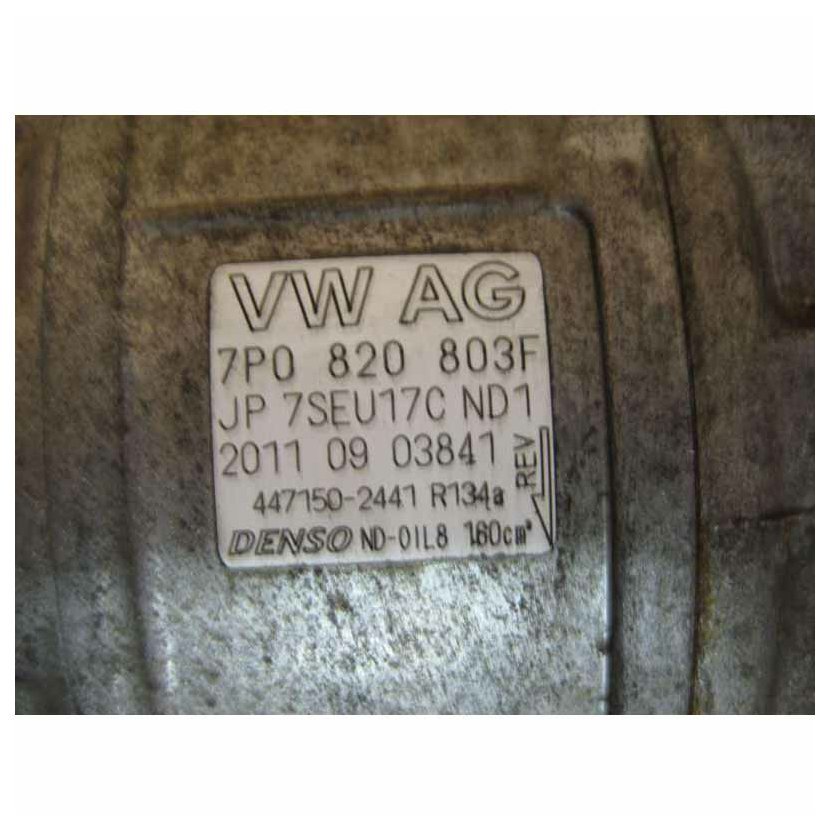 VW AG
7P0 820 803F
JP 7SEU17C ND1
2011 09 03841
REV
447150-2441 R134a
DENSO ND-OIL8 160cm³